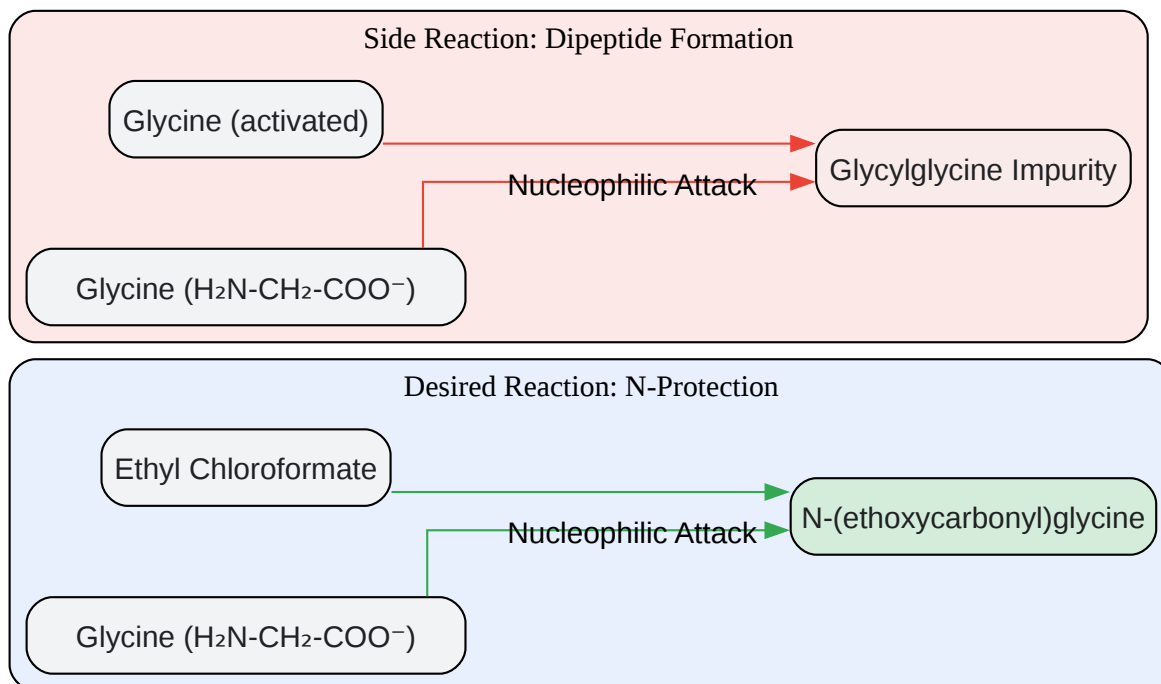 Side Reaction: Dipeptide Formation
Glycine (activated)
Glycylglycine Impurity
Nucleophilic Attack
Glycine (H₂N-CH₂-COO⁻)
Desired Reaction: N-Protection
Ethyl Chloroformate
N-(ethoxycarbonyl)glycine
Nucleophilic Attack
Glycine (H₂N-CH₂-COO⁻)